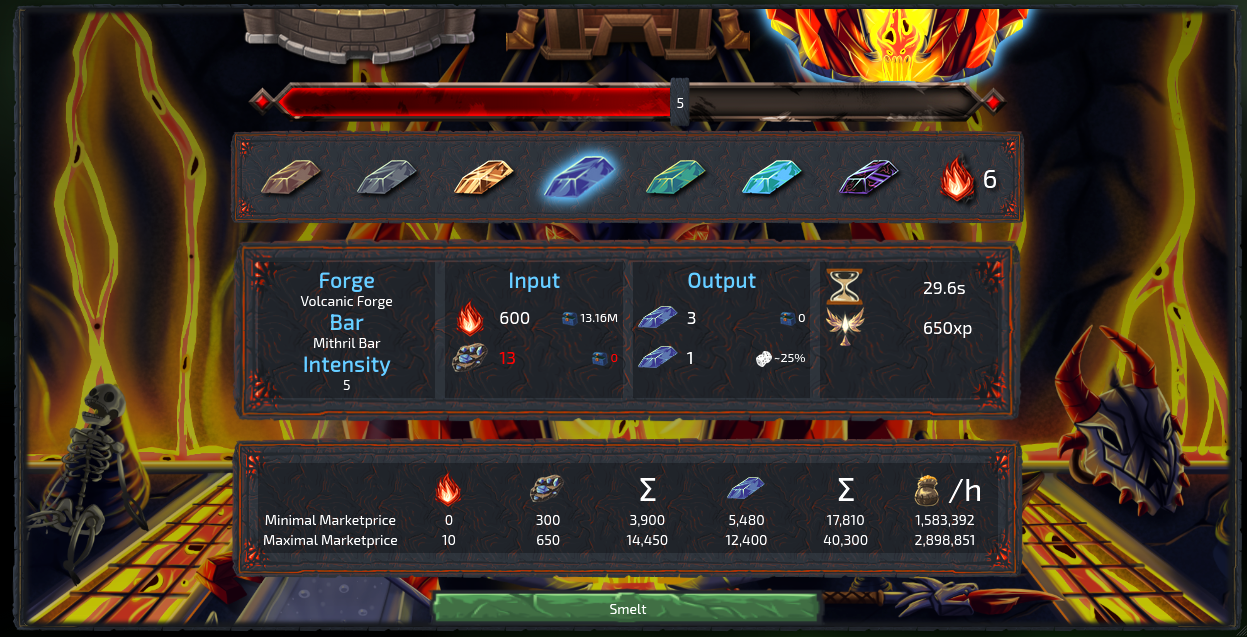 5
6
Forge
Volcanic Forge
Bar
Mithril Bar
Intensity
5
Input
600 13.16M
13 0
Output
3 0
1 ~25%
29.6s
650xp
Σ Σ /h
Minimal Marketprice 0 300 3,900 5,480 17,810 1,583,392
Maximal Marketprice 10 650 14,450 12,400 40,300 2,898,851
Smelt